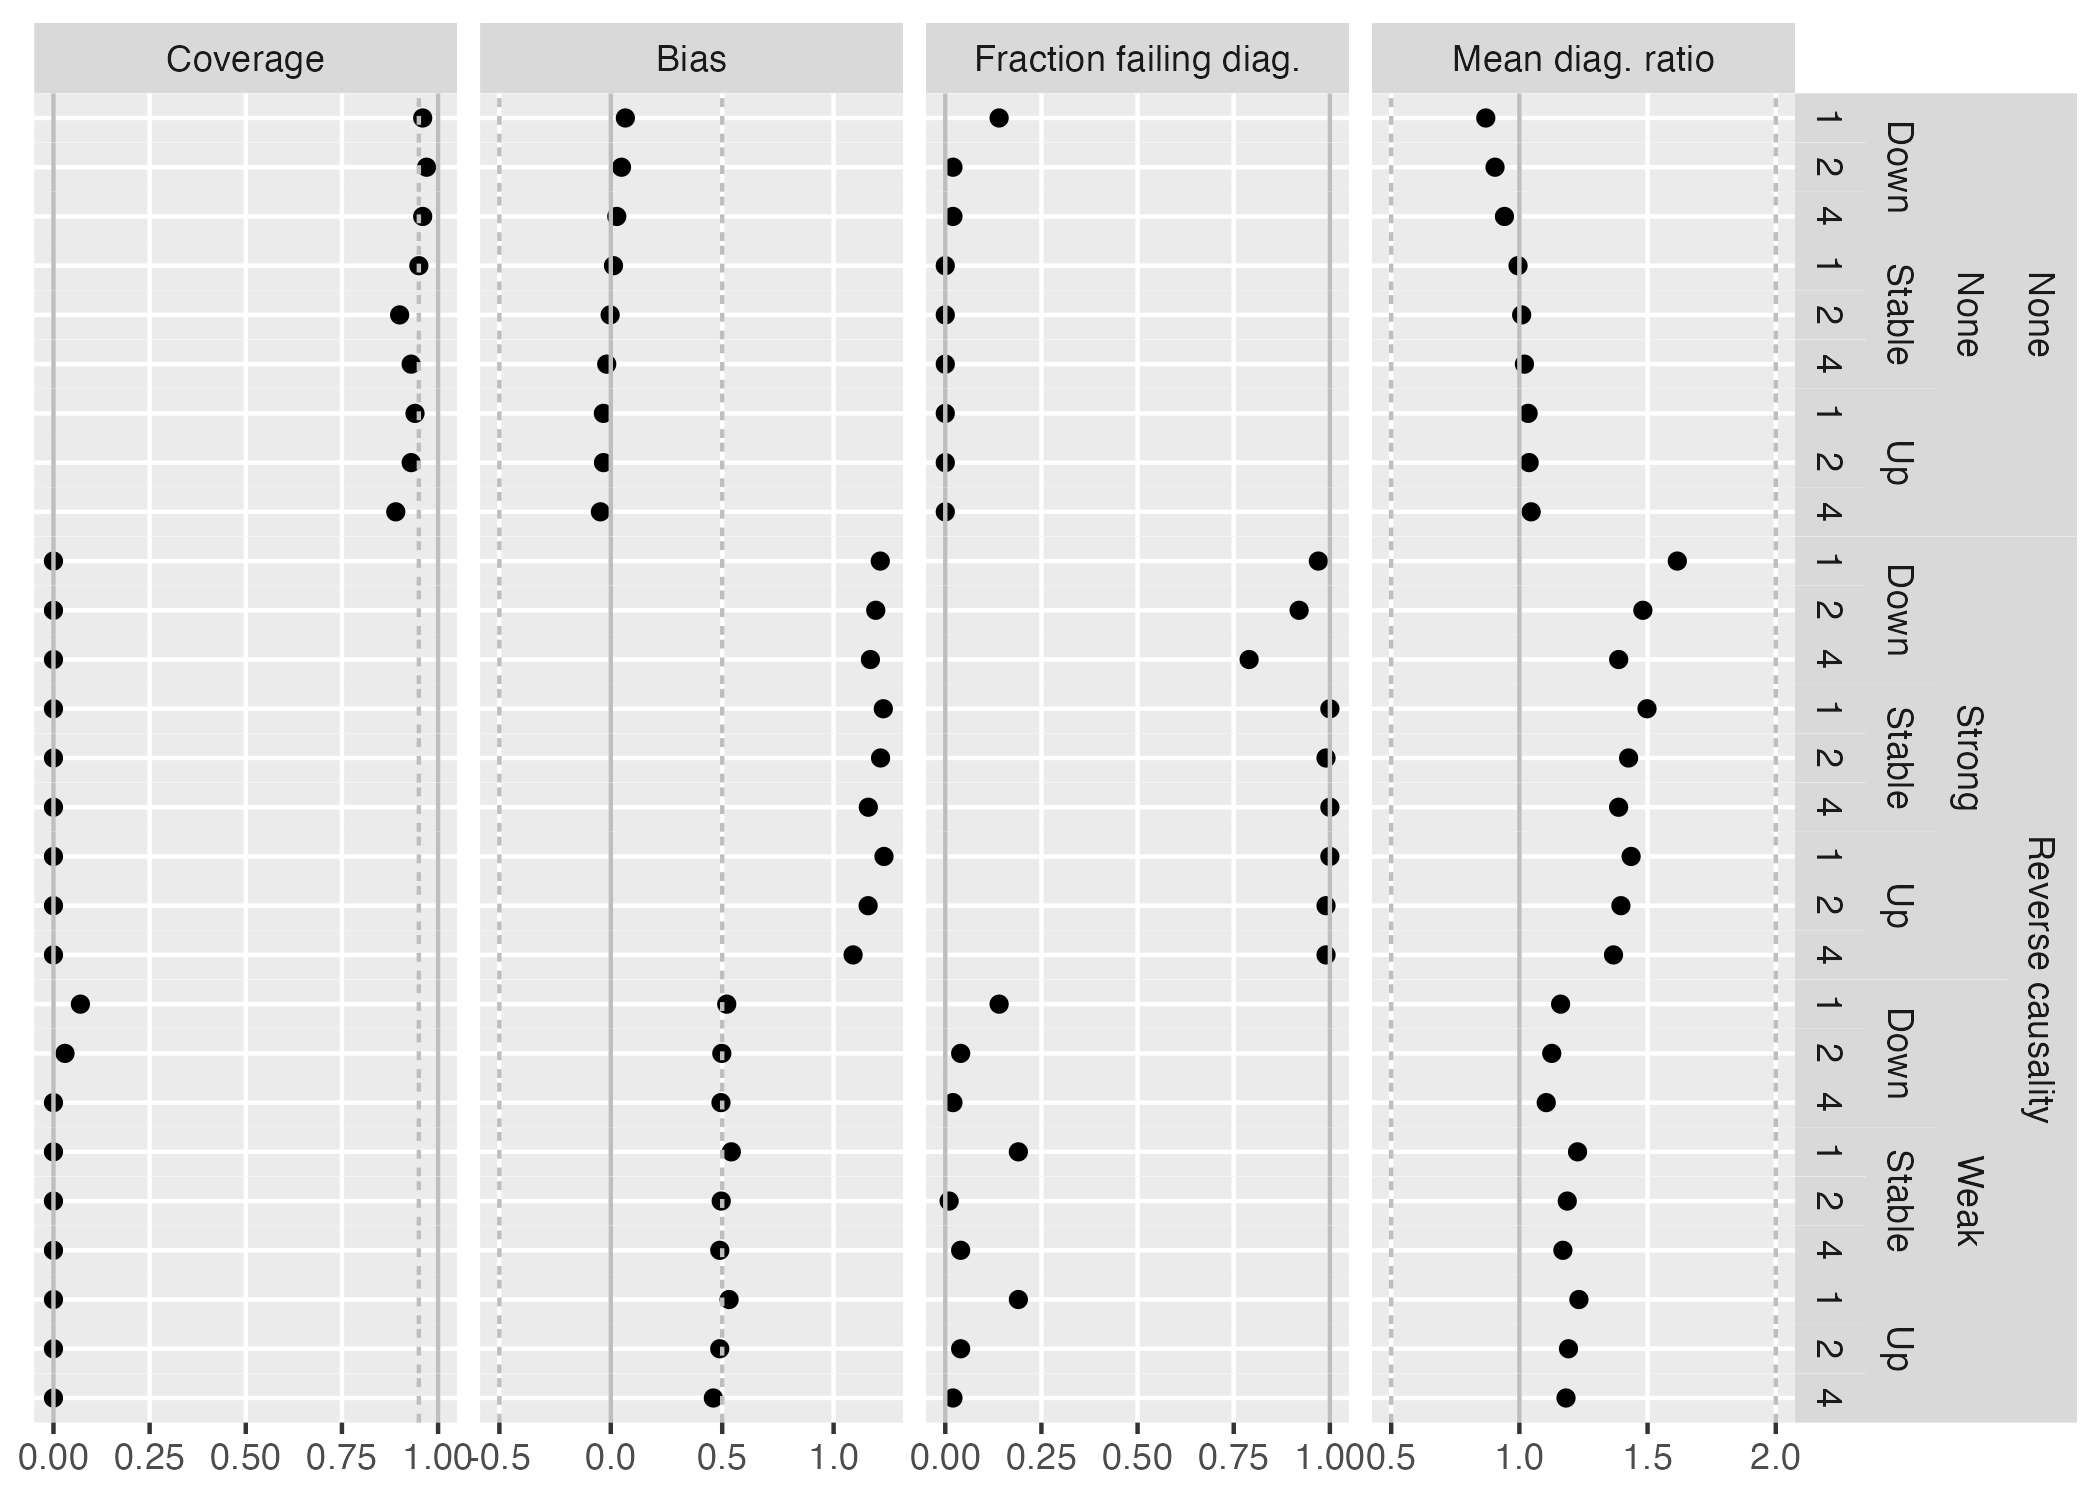 Coverage
Bias
Fraction failing diag.
Mean diag. ratio
1
2
4
1
2
4
1
2
4
1
2
4
1
2
4
1
2
4
1
2
4
1
2
4
1
2
4
Down
Stable
Up
Down
Stable
Up
Down
Stable
Up
None
Strong
Weak
None
Reverse causality
0.00 0.25 0.50 0.75 1.00
-0.5 0.0 0.5 1.0
0.00 0.25 0.50 0.75 1.00
0.5 1.0 1.5 2.0